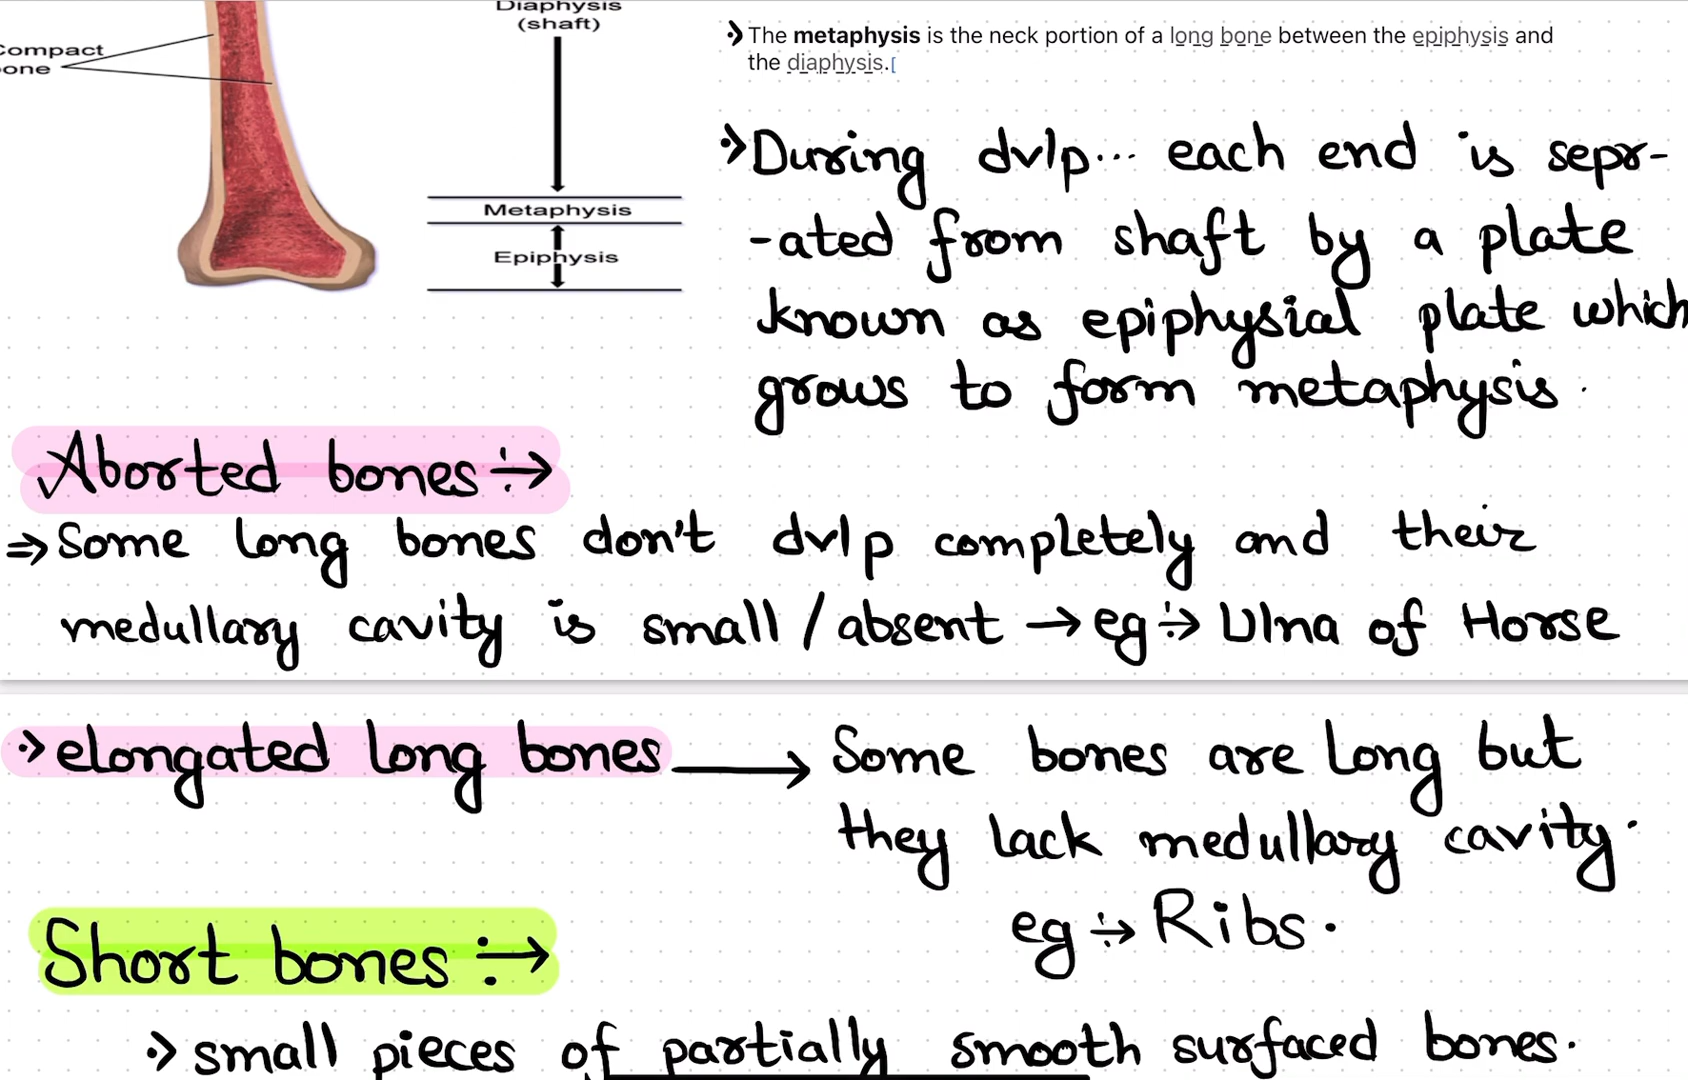 Diaphysis
(shaft)
Compact
bone
Metaphysis
Epiphysis
The metaphysis is the neck portion of a long bone between the epiphysis and
the diaphysis.[
During dvlp... each end is sepr-
-ated from shaft by a plate
known as epiphysial plate which
grows to form metaphysis.
Aborted bones ÷→
⇒ Some long bones don't dvlp completely and their
medullary cavity is small / absent → eg ÷→ Ulna of Horse
elongated long bones → Some bones are long but
they lack medullary cavity.
eg ÷→ Ribs.
Short bones ÷→
small pieces of partially smooth surfaced bones.